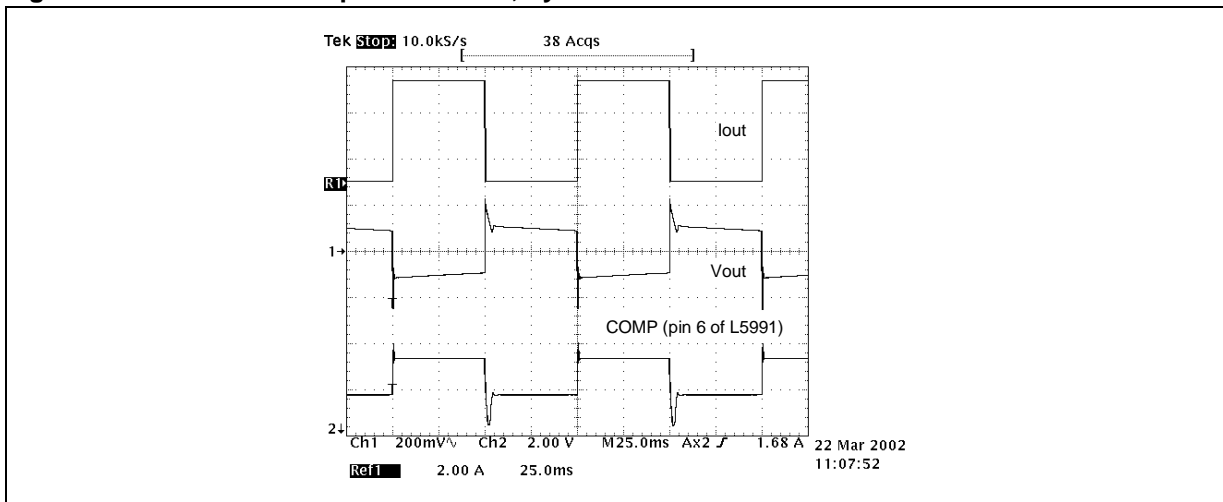 Tek Stop: 10.0kS/s 38 Acqs
[ ]
Iout
R1
1→
Vout
COMP (pin 6 of L5991)
2↓
Ch1 200mV∿ Ch2 2.00 V M25.0ms Ax2 ƒ 1.68 A 22 Mar 2002
11:07:52
Ref1 2.00 A 25.0ms